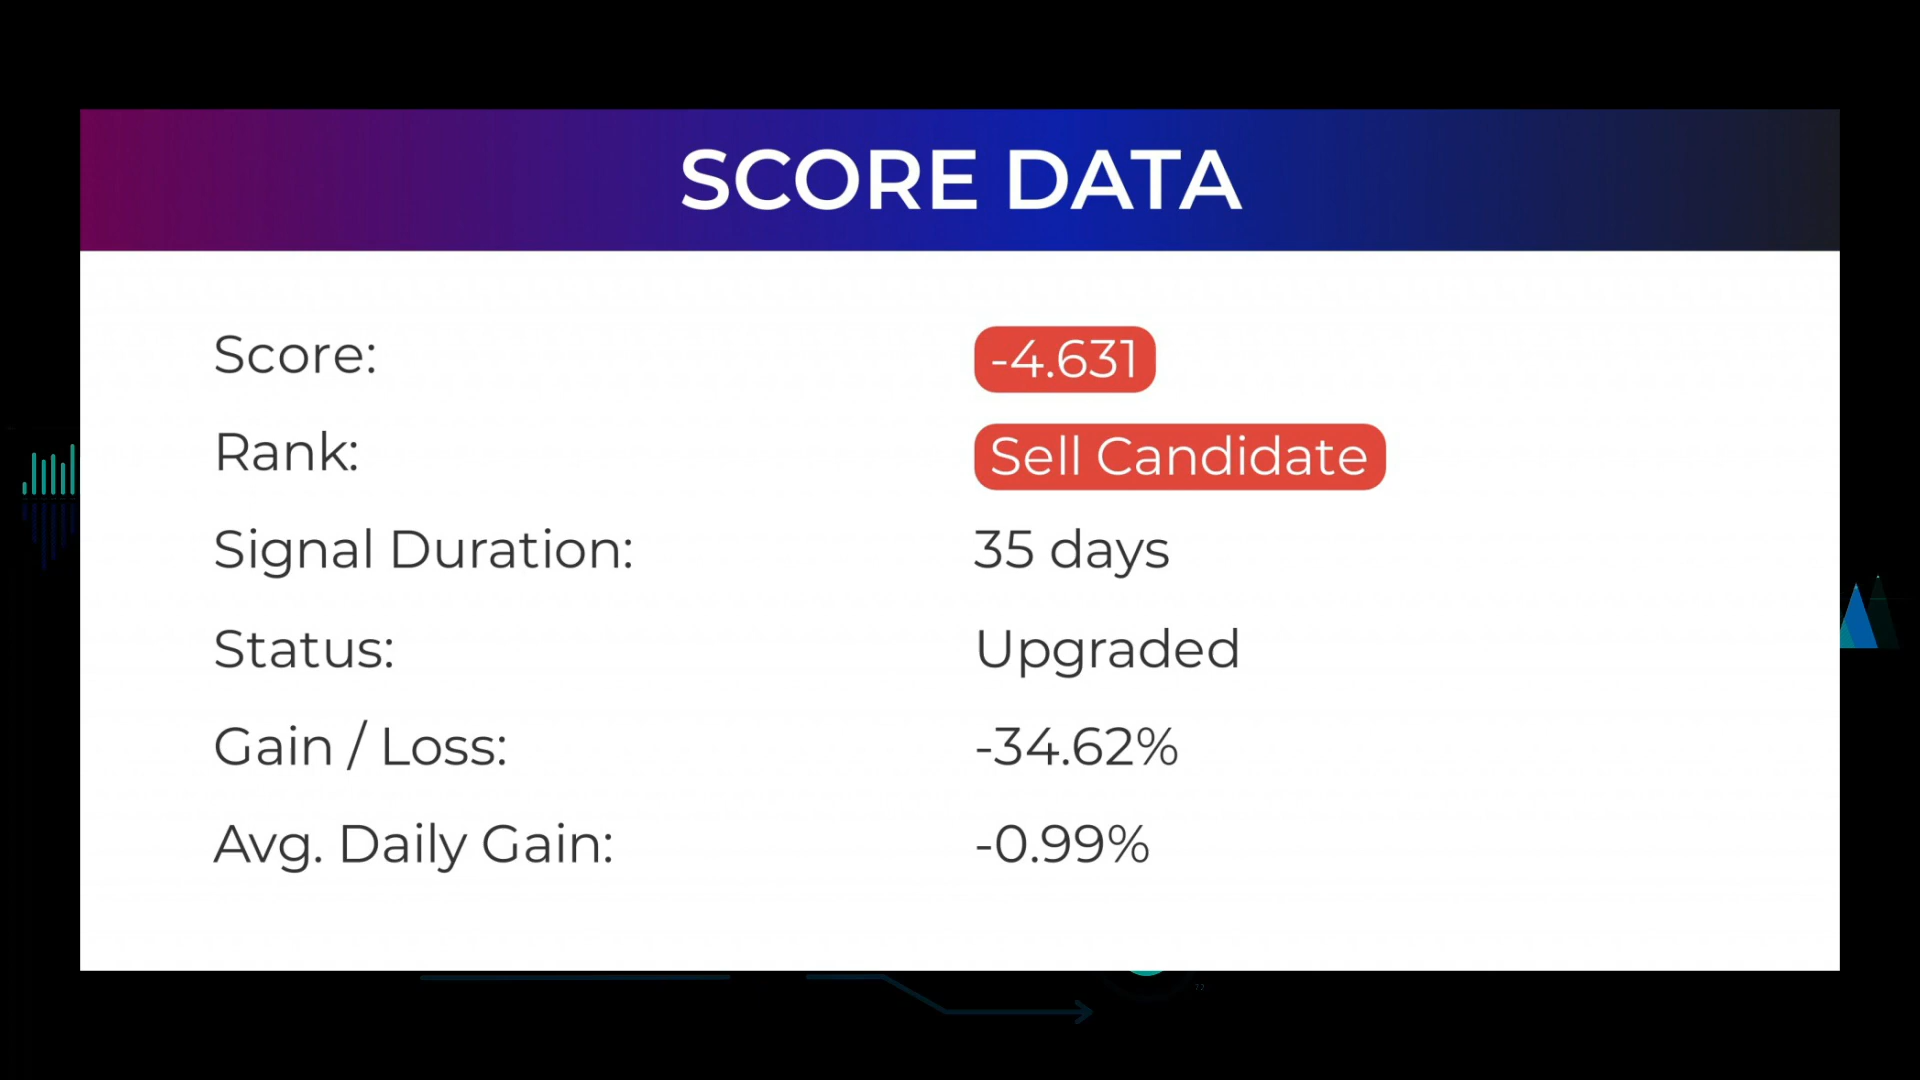 SCORE DATA
Score: -4.631
Rank: Sell Candidate
Signal Duration: 35 days
Status: Upgraded
Gain / Loss: -34.62%
Avg. Daily Gain: -0.99%